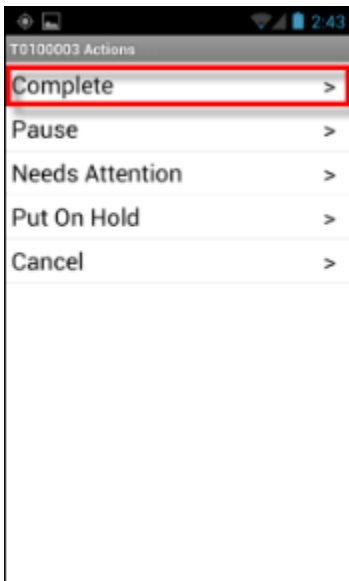 2:43
T0100003 Actions
Complete >
Pause >
Needs Attention >
Put On Hold >
Cancel >